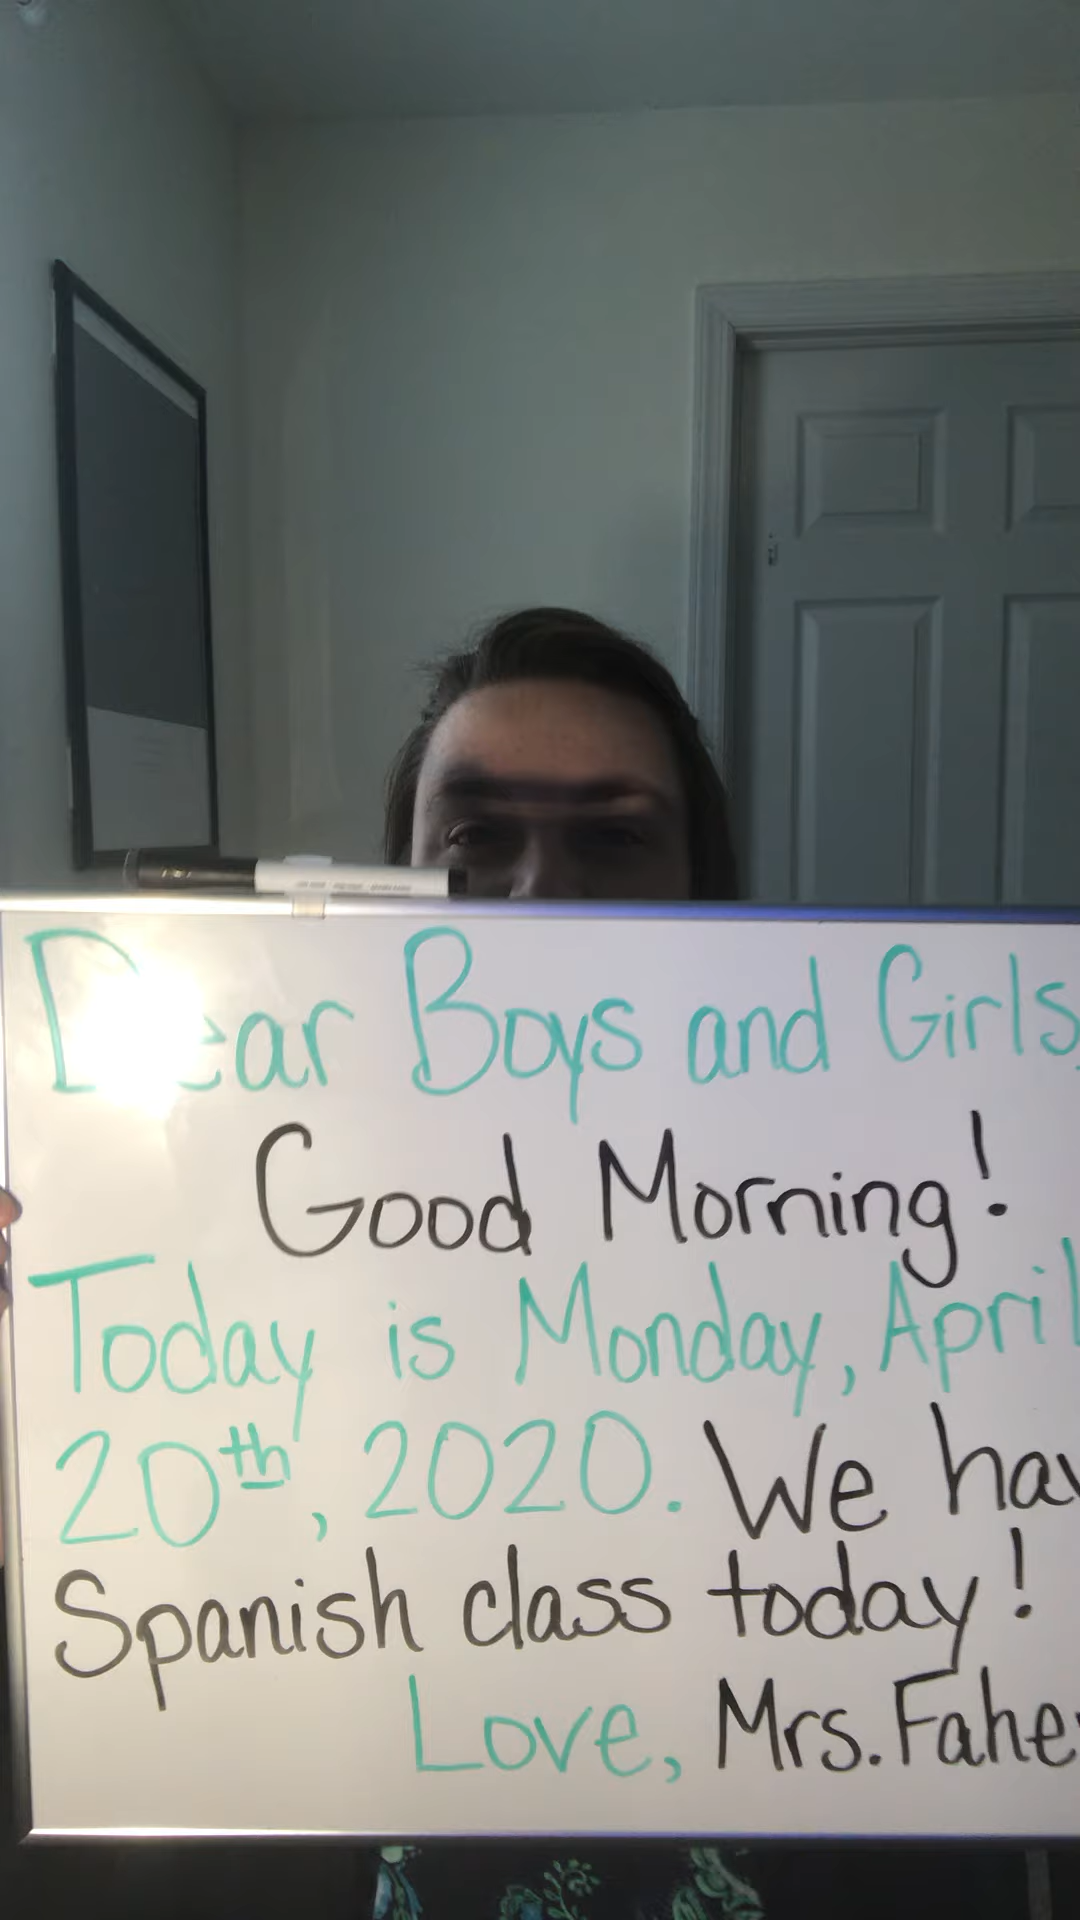 Dear Boys and Girls,
Good Morning!
Today is Monday, April
20th, 2020. We hav
Spanish class today!
Love, Mrs. Fahe